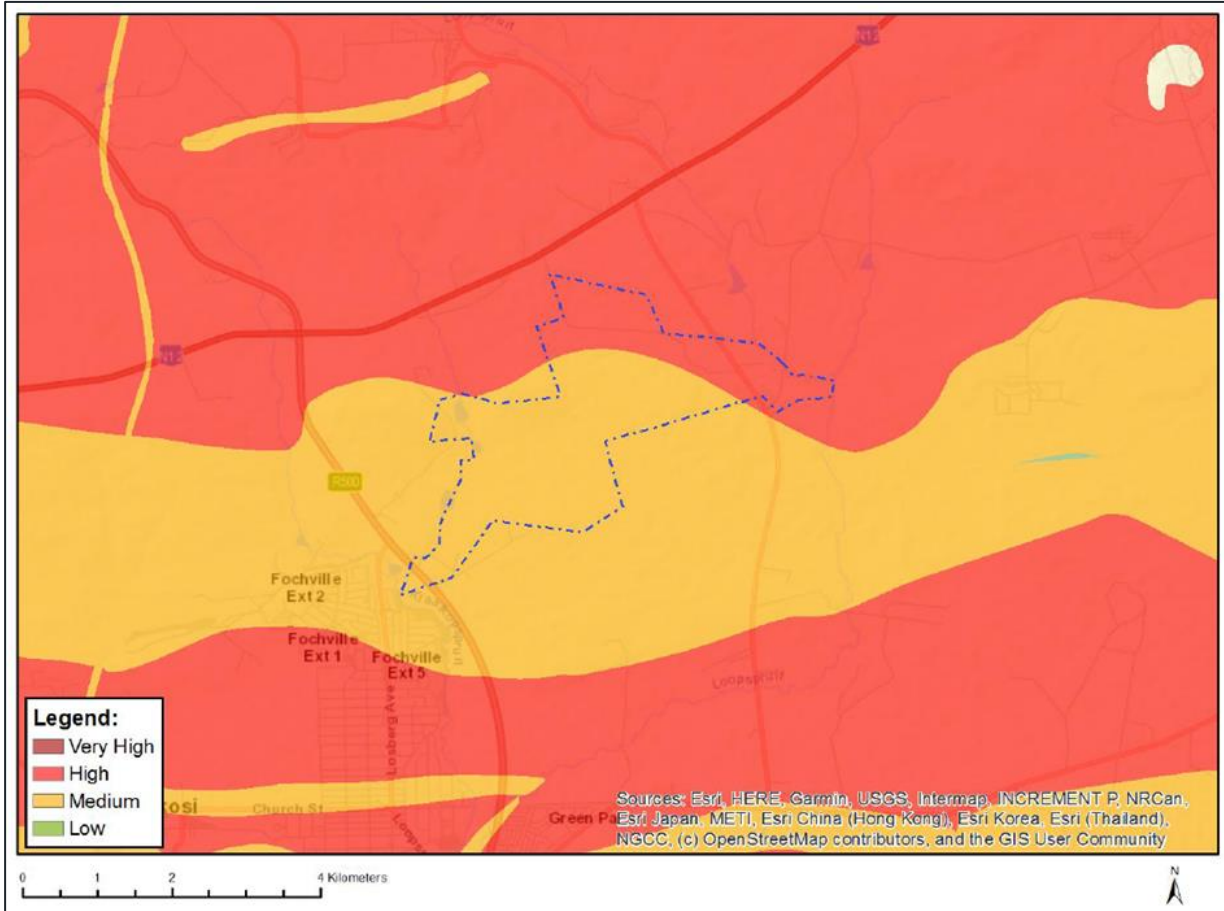 N12
N12
R500
Fochville
Ext 2
Fochville
Ext 1
Fochville
Ext 5
Losberg Ave
Loopspruit
Church St
Legend:
Very High
High
Medium
Low
Sources: Esri, HERE, Garmin, USGS, Intermap, INCREMENT P, NRCan,
Esri Japan, METI, Esri China (Hong Kong), Esri Korea, Esri (Thailand),
NGCC, (c) OpenStreetMap contributors, and the GIS User Community
0 1 2 4 Kilometers
N